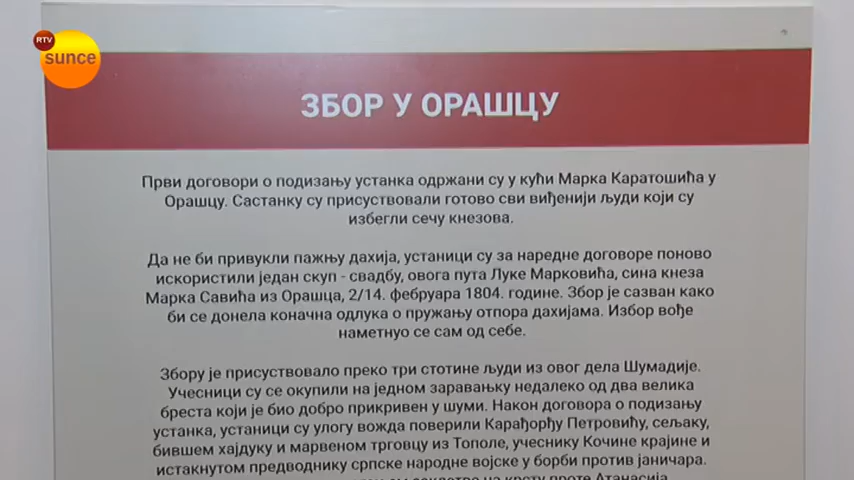 RTV
sunce
ЗБОР У ОРАШЦУ
Први договори о подизању устанка одржани су у кући Марка Каратошића у
Орашцу. Састанку су присуствовали готово сви виђенији људи који су
избегли сечу кнезова.
Да не би привукли пажњу дахија, устаници су за наредне договоре поново
искористили један скуп - свадбу, овога пута Луке Марковића, сина кнеза
Марка Савића из Орашца, 2/14. фебруара 1804. године. Збор је сазван како
би се донела коначна одлука о пружању отпора дахијама. Избор вође
наметнуо се сам од себе.
Збору је присуствовало преко три стотине људи из овог дела Шумадије.
Учесници су се окупили на једном заравањку недалеко од два велика
бреста који је био добро прикривен у шуми. Након договора о подизању
устанка, устаници су улогу вожда поверили Карађорђу Петровићу, сељаку,
бившем хајдуку и марвеном трговцу из Тополе, учеснику Кочине крајине и
истакнутом предводнику српске народне војске у борби против јаничара.
на крсту проте Атанасија